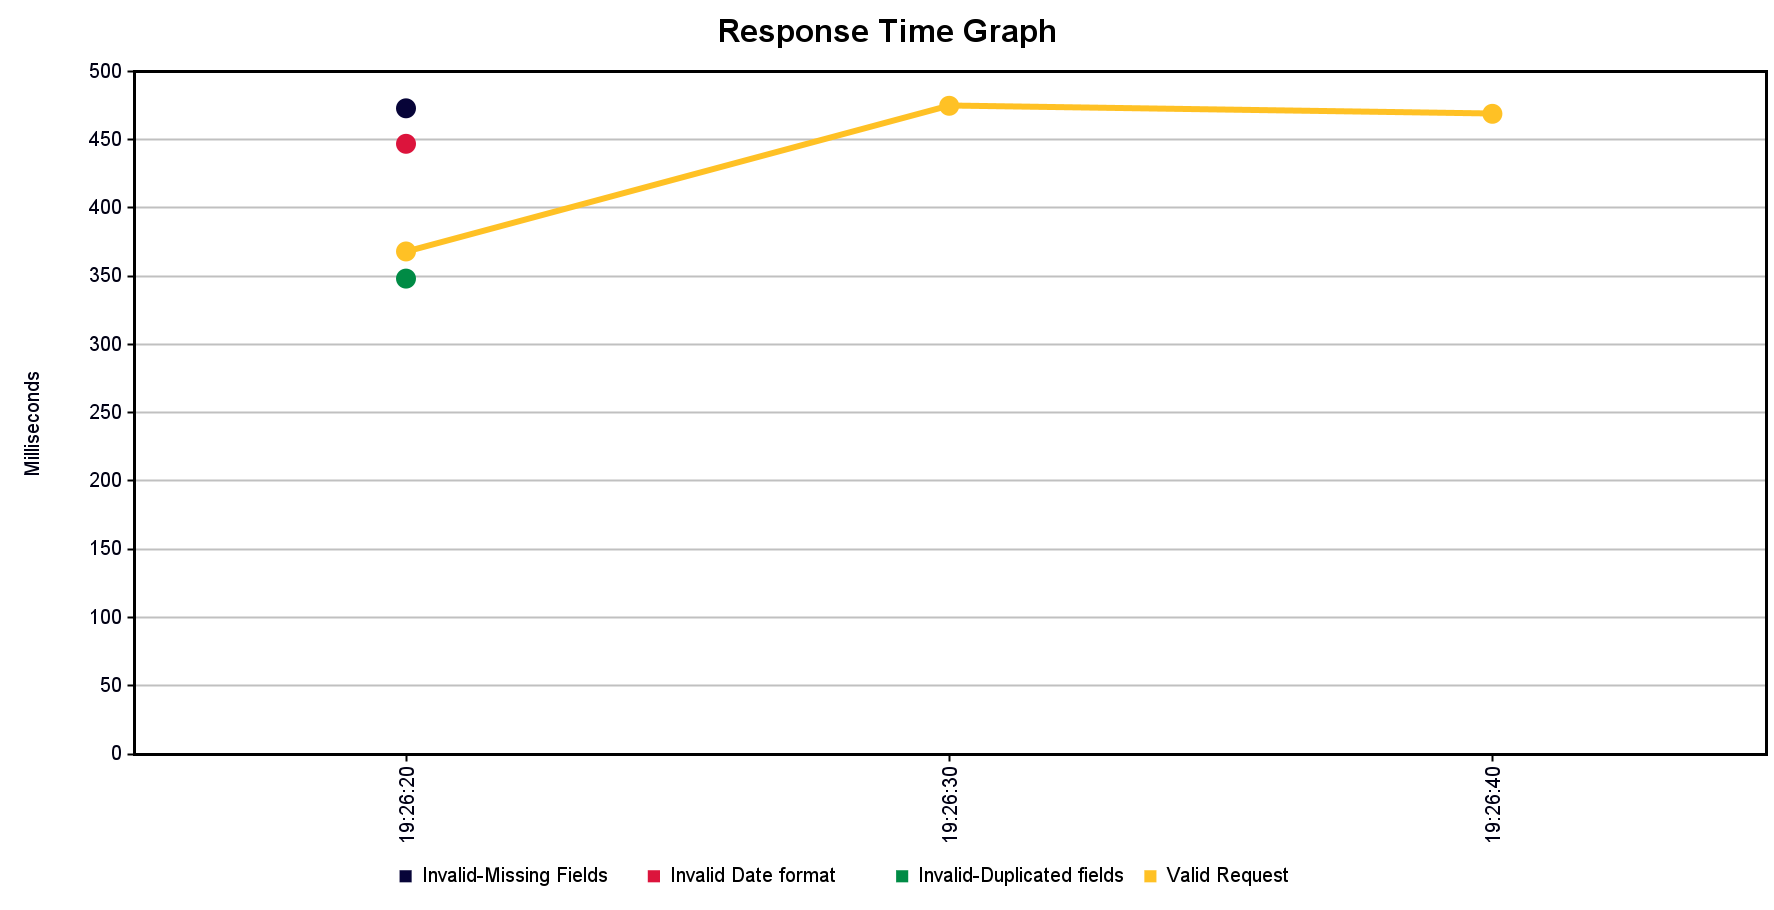 Response Time Graph
500
450
400
350
300
250
200
150
100
50
0
Milliseconds
19:26:20
19:26:30
19:26:40
Invalid-Missing Fields
Invalid Date format
Invalid-Duplicated fields
Valid Request